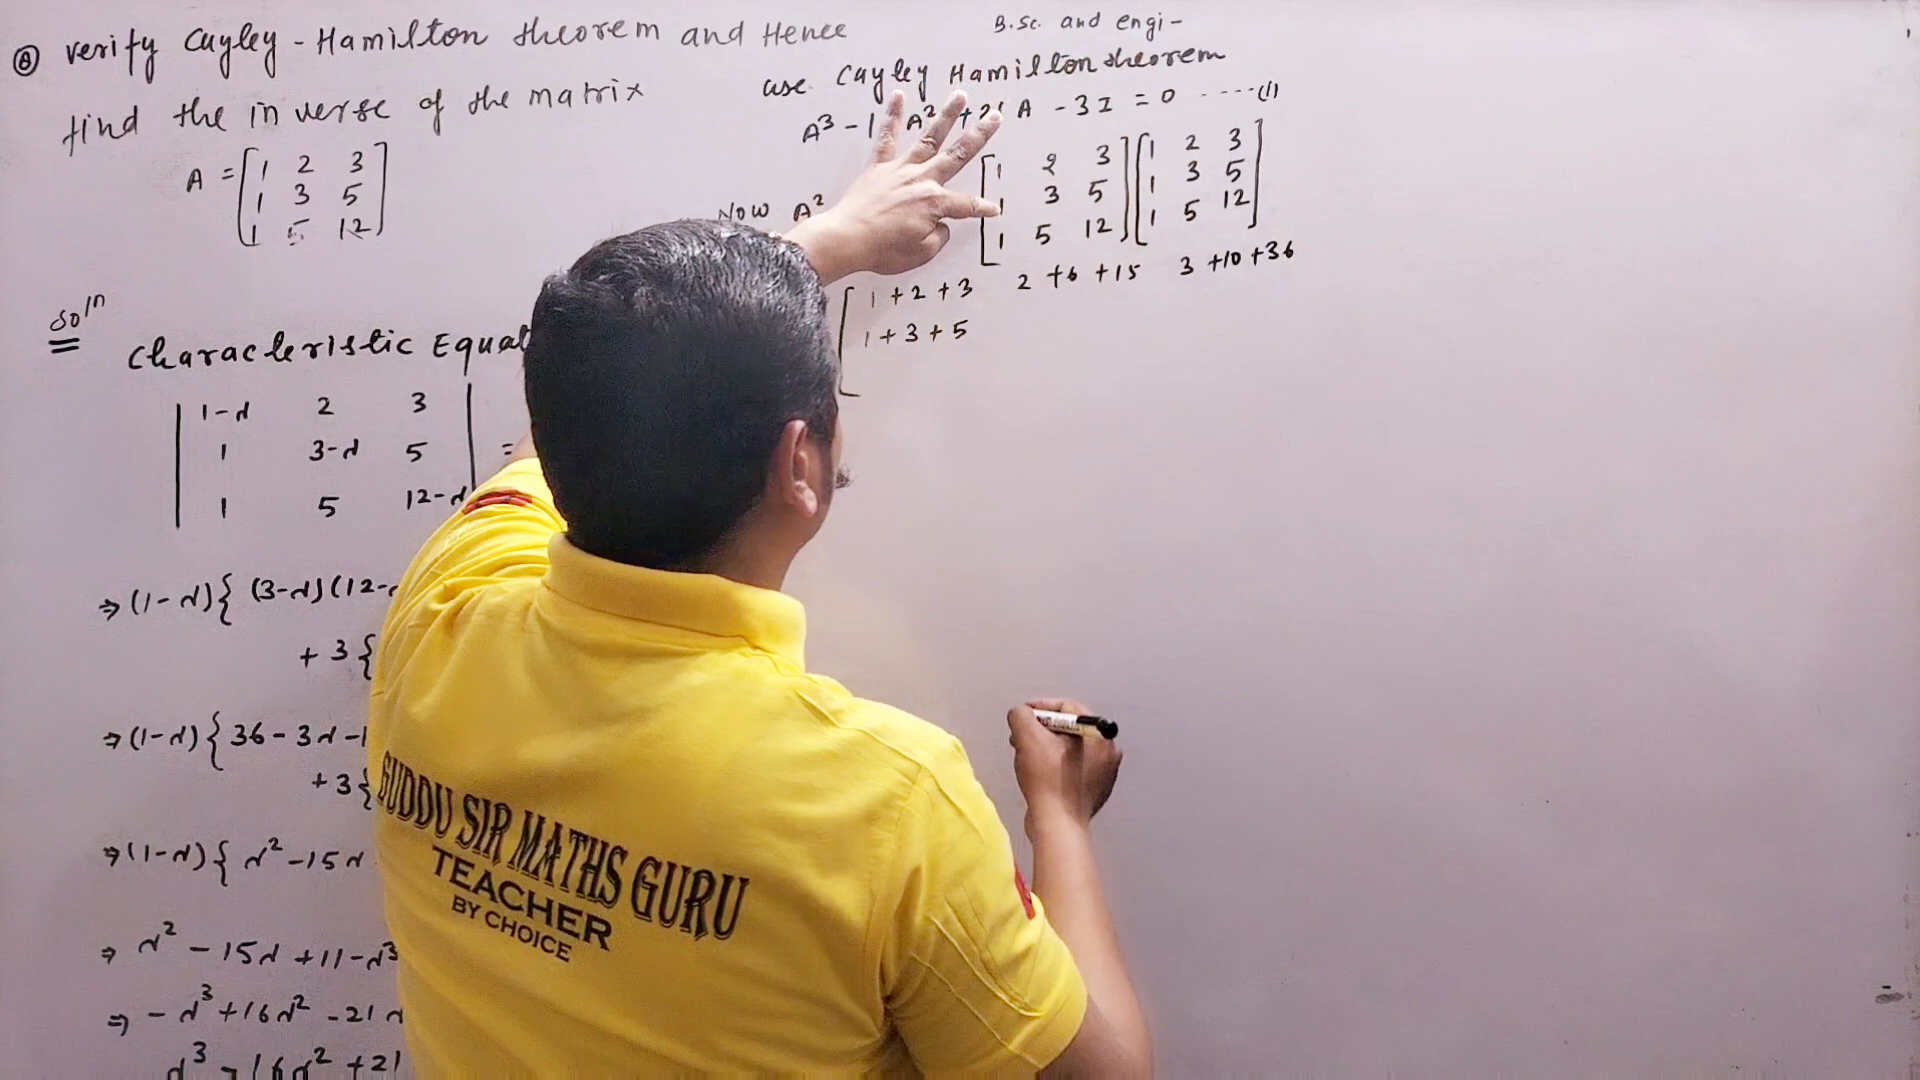 Q verify Cayley-Hamilton theorem and Hence
find the inverse of the matrix
A = [1 2 3
1 3 5
1 5 12]
Soln
Characteristic Equat
1-λ 2 3
1 3-λ 5 =
1 5 12-λ
⇒ (1-λ){ (3-λ)(12-
+ 3{
⇒ (1-λ){ 36 - 3λ -1
+ 3{
⇒ (1-λ){ λ² -15λ
⇒ λ² - 15λ + 11 - λ³
⇒ - λ³ + 16λ² - 21λ
λ³ - 16λ² + 21
B.Sc. and engi-
use Cayley Hamilton theorem
A³ - 1 A² + 21 A - 3I = 0 ----- (1)
Now A²
[1 2 3
1 3 5
1 5 12] [1 2 3
1 3 5
1 5 12]
[1+2+3 2+6+15 3+10+36
1+3+5
GUDDU SIR MATHS GURU
TEACHER
BY CHOICE